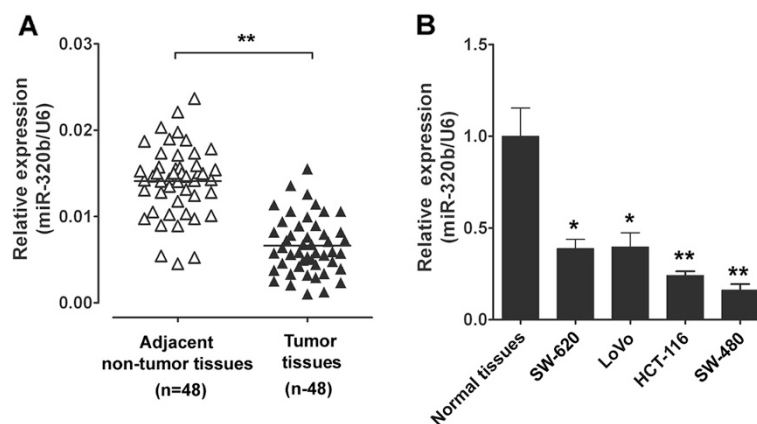 A
Relative expression
(miR-320b/U6)
0.03
0.02
0.01
0.00
**
Adjacent
non-tumor tissues
(n=48)
Tumor
tissues
(n-48)
B
Relative expression
(miR-320b/U6)
1.5
1.0
0.5
0.0
*
*
**
**
Normal tissues
SW-620
LoVo
HCT-116
SW-480